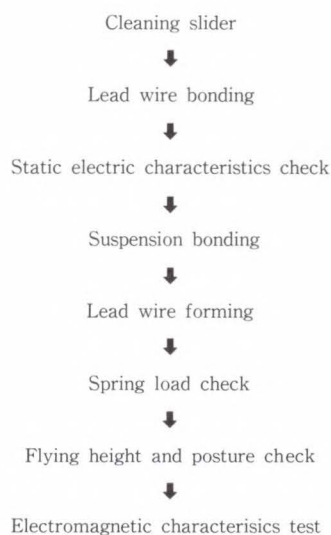 Cleaning slider
Lead wire bonding
Static electric characteristics check
Suspension bonding
Lead wire forming
Spring load check
Flying height and posture check
Electromagnetic characterisics test